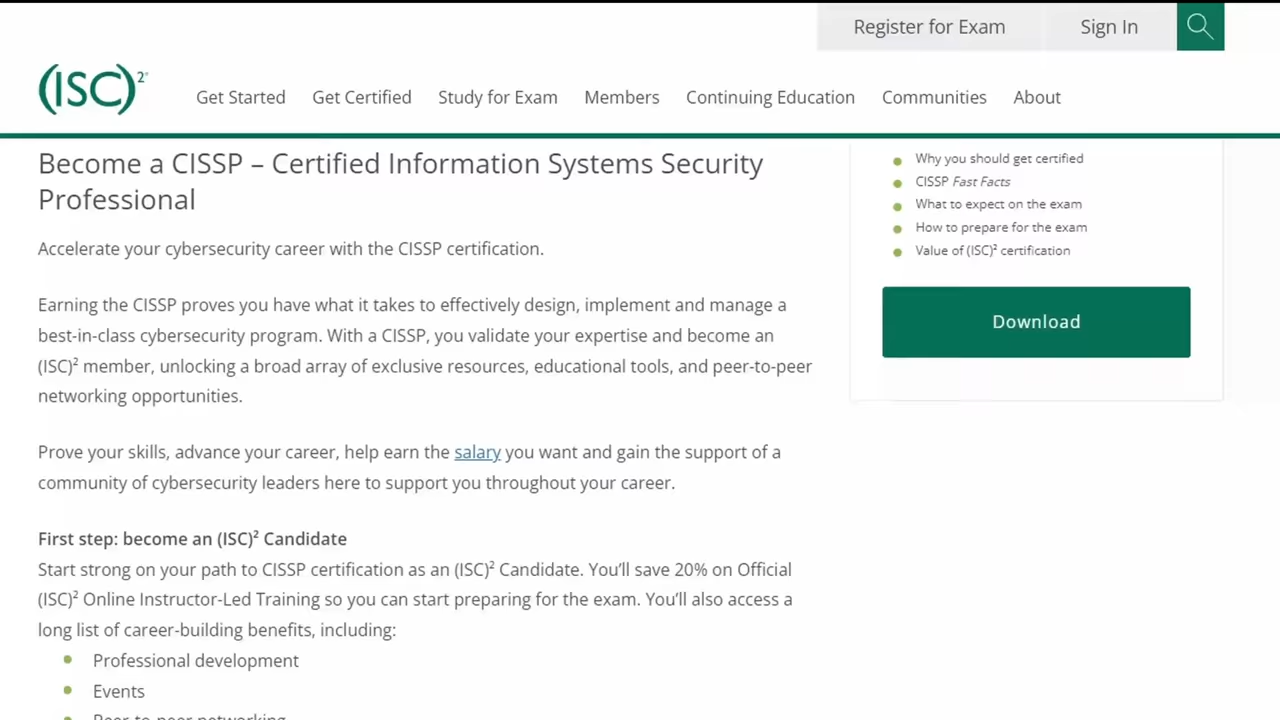 Register for Exam
Sign In
(ISC)²®
Get Started
Get Certified
Study for Exam
Members
Continuing Education
Communities
About
Become a CISSP – Certified Information Systems Security
Professional
Accelerate your cybersecurity career with the CISSP certification.
Earning the CISSP proves you have what it takes to effectively design, implement and manage a
best-in-class cybersecurity program. With a CISSP, you validate your expertise and become an
(ISC)² member, unlocking a broad array of exclusive resources, educational tools, and peer-to-peer
networking opportunities.
Prove your skills, advance your career, help earn the salary you want and gain the support of a
community of cybersecurity leaders here to support you throughout your career.
First step: become an (ISC)² Candidate
Start strong on your path to CISSP certification as an (ISC)² Candidate. You’ll save 20% on Official
(ISC)² Online Instructor-Led Training so you can start preparing for the exam. You’ll also access a
long list of career-building benefits, including:
Professional development
Events
Peer-to-peer networking
Why you should get certified
CISSP Fast Facts
What to expect on the exam
How to prepare for the exam
Value of (ISC)² certification
Download